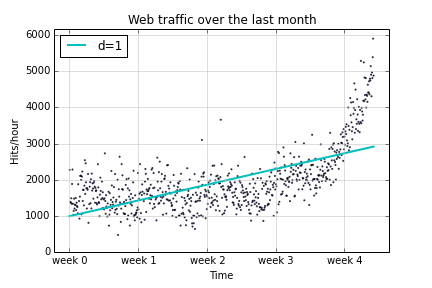 Web traffic over the last month
d=1
6000
5000
4000
3000
2000
1000
0
Hits/hour
week 0 week 1 week 2 week 3 week 4
Time